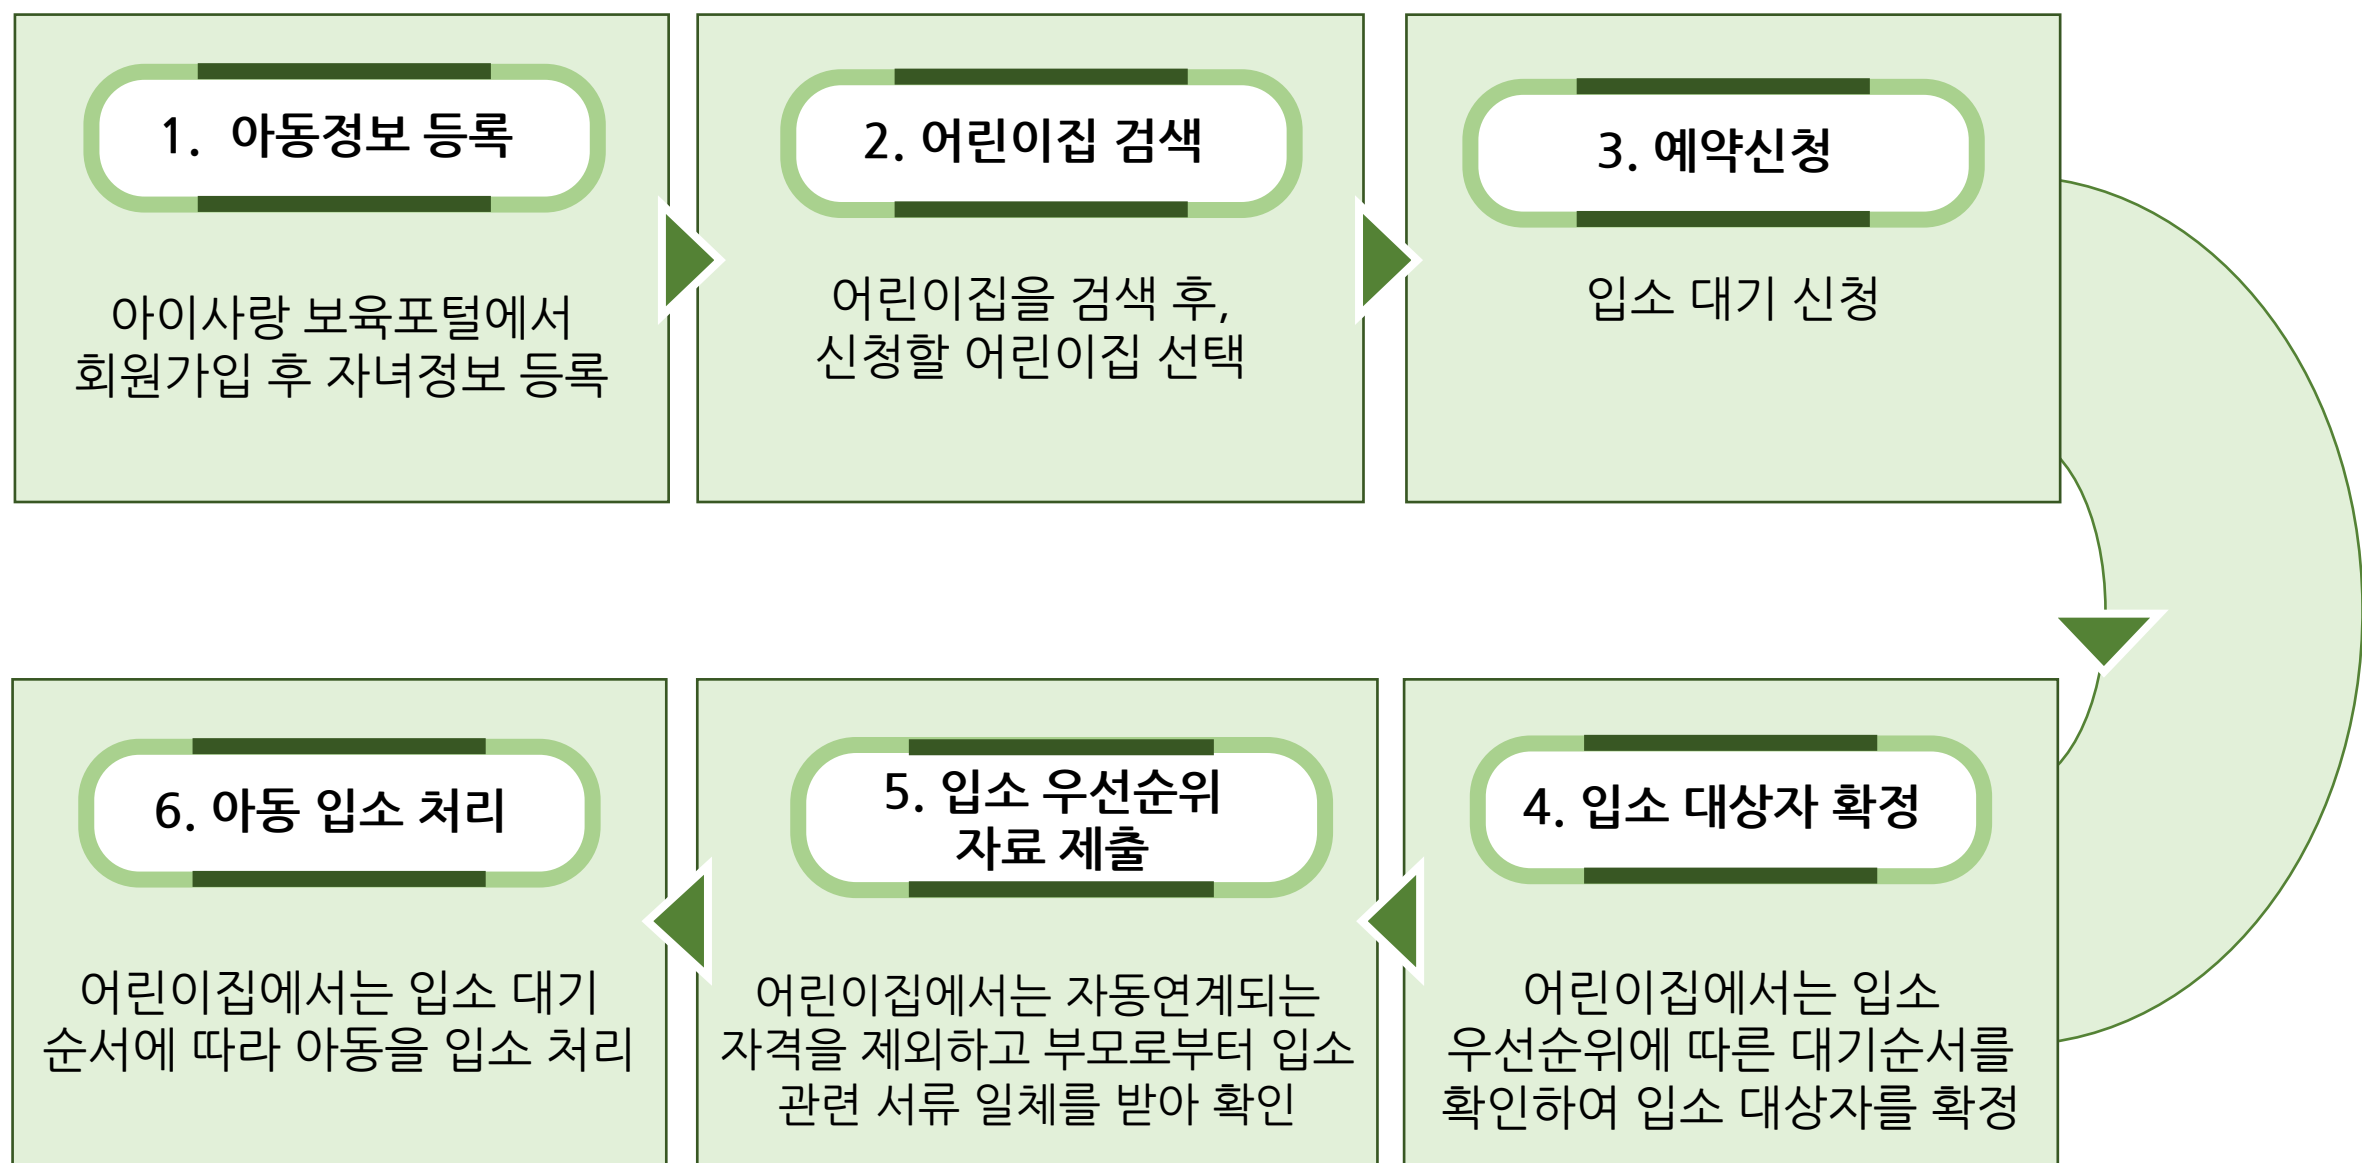 1. 아동정보 등록
아이사랑 보육포털에서
회원가입 후 자녀정보 등록
2. 어린이집 검색
어린이집을 검색 후,
신청할 어린이집 선택
3. 예약신청
입소 대기 신청
4. 입소 대상자 확정
어린이집에서는 입소
우선순위에 따른 대기순서를
확인하여 입소 대상자를 확정
5. 입소 우선순위
자료 제출
어린이집에서는 자동연계되는
자격을 제외하고 부모로부터 입소
관련 서류 일체를 받아 확인
6. 아동 입소 처리
어린이집에서는 입소 대기
순서에 따라 아동을 입소 처리